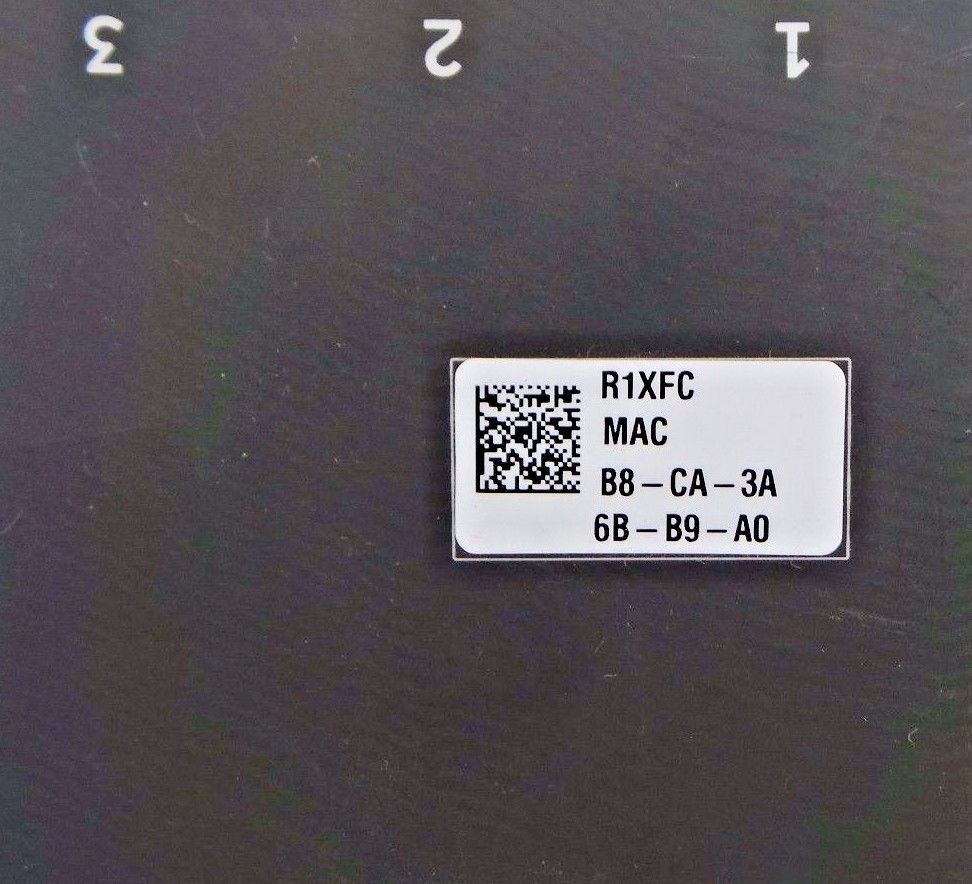 3 2 1
R1XFC
MAC
B8 – CA – 3A
6B – B9 – A0